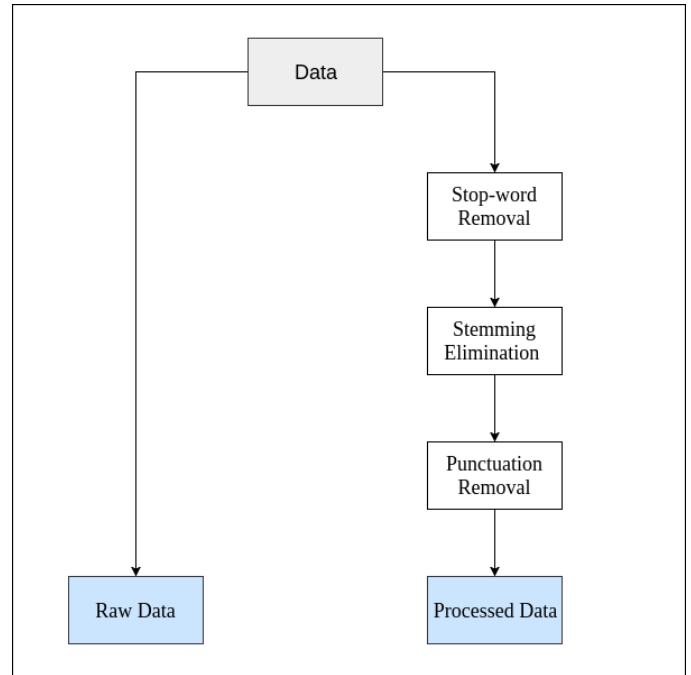 Data
Stop-word
Removal
Stemming
Elimination
Punctuation
Removal
Raw Data
Processed Data